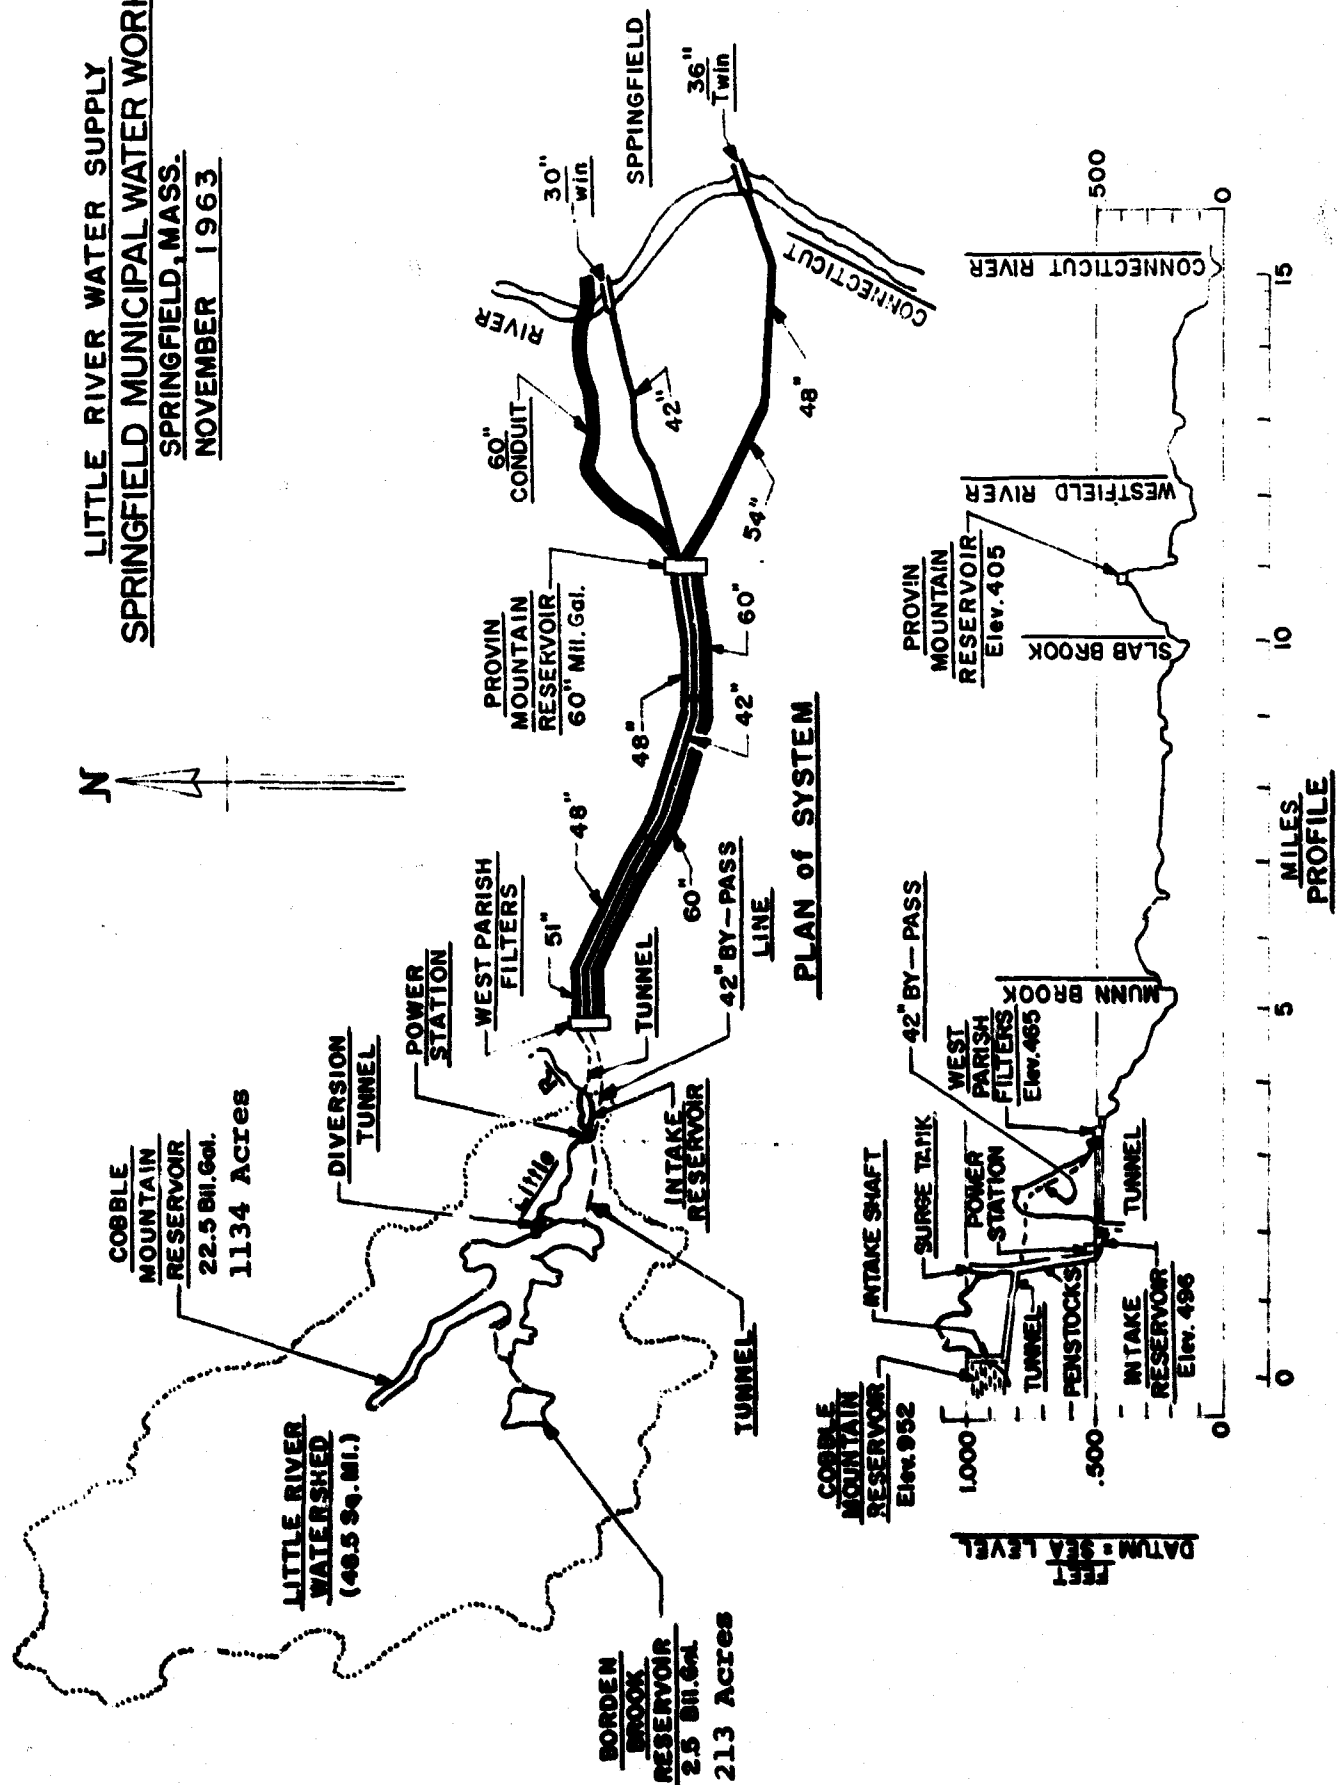 LITTLE RIVER WATER SUPPLY
SPRINGFIELD MUNICIPAL WATER WORK
SPRINGFIELD, MASS.
NOVEMBER 1963
N
COBBLE
MOUNTAIN
RESERVOIR
22.5 Bil. Gal.
1134 Acres
DIVERSION
TUNNEL
POWER
STATION
WEST PARISH
FILTERS
51"
48"
60"
48"
42"
60"
PROVIN
MOUNTAIN
RESERVOIR
60" Mil. Gal.
60"
CONDUIT
42"
54"
48"
RIVER
30"
win
SPPINGFIELD
36"
Twin
CONNECTICUT
LITTLE RIVER
WATERSHED
(48.5 Sq. Mi.)
Little
INTAKE
RESERVOIR
TUNNEL
42" BY-PASS
LINE
TUNNEL
BORDEN
BROOK
RESERVOIR
2.5 Bil. Gal.
213 Acres
PLAN of SYSTEM
DATUM = SEA LEVEL
FEET
1,000
.500
0
COBBLE
MOUNTAIN
RESERVOIR
Elev. 952
INTAKE SHAFT
SURGE TANK
POWER
STATION
WEST
PARISH
FILTERS
Elev. 465
42" BY-PASS
TUNNEL
PENSTOCKS
INTAKE
RESERVOIR
Elev. 496
TUNNEL
MUNN BROOK
SLAB BROOK
PROVIN
MOUNTAIN
RESERVOIR
Elev. 405
WESTFIELD RIVER
CONNECTICUT
RIVER
500
0
0
5
10
15
MILES
PROFILE